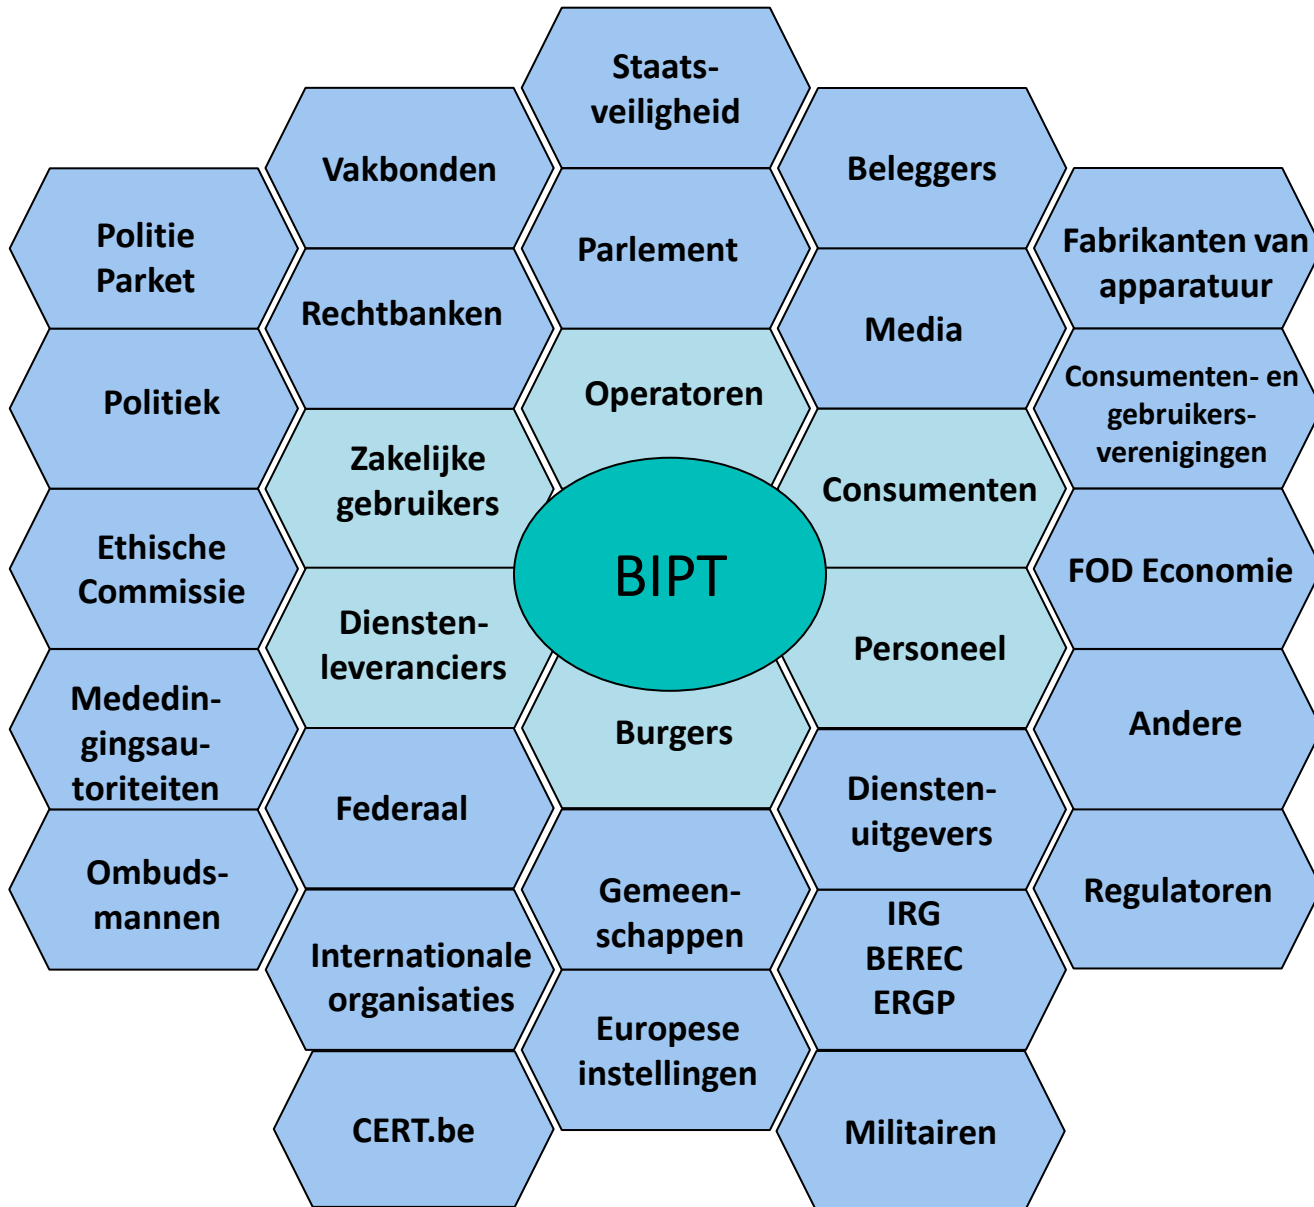 Staats-
veiligheid
Vakbonden
Beleggers
Politie
Parket
Parlement
Fabrikanten van
apparatuur
Rechtbanken
Media
Politiek
Operatoren
Consumenten- en
gebruikers-
verenigingen
Zakelijke
gebruikers
Consumenten
Ethische
Commissie
BIPT
FOD Economie
Diensten-
leveranciers
Personeel
Mededin-
gingsau-
toriteiten
Burgers
Andere
Federaal
Diensten-
uitgevers
Ombuds-
mannen
Gemeen-
schappen
Regulatoren
Internationale
organisaties
IRG
BEREC
ERGP
Europese
instellingen
CERT.be
Militairen